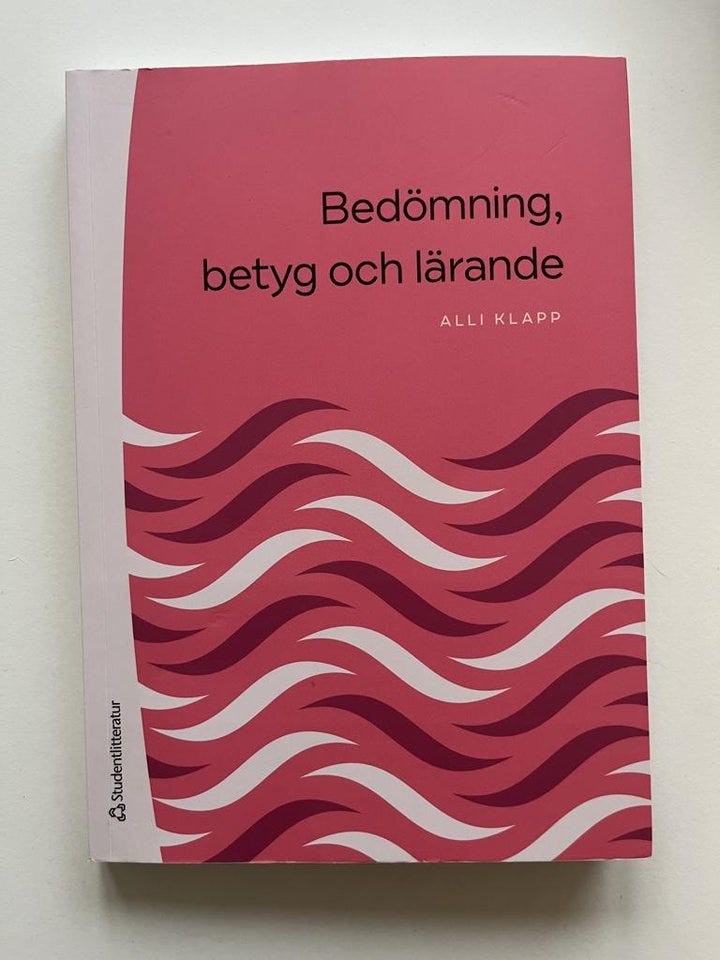 Bedömning,
betyg och lärande
ALLI KLAPP
Studentlitteratur